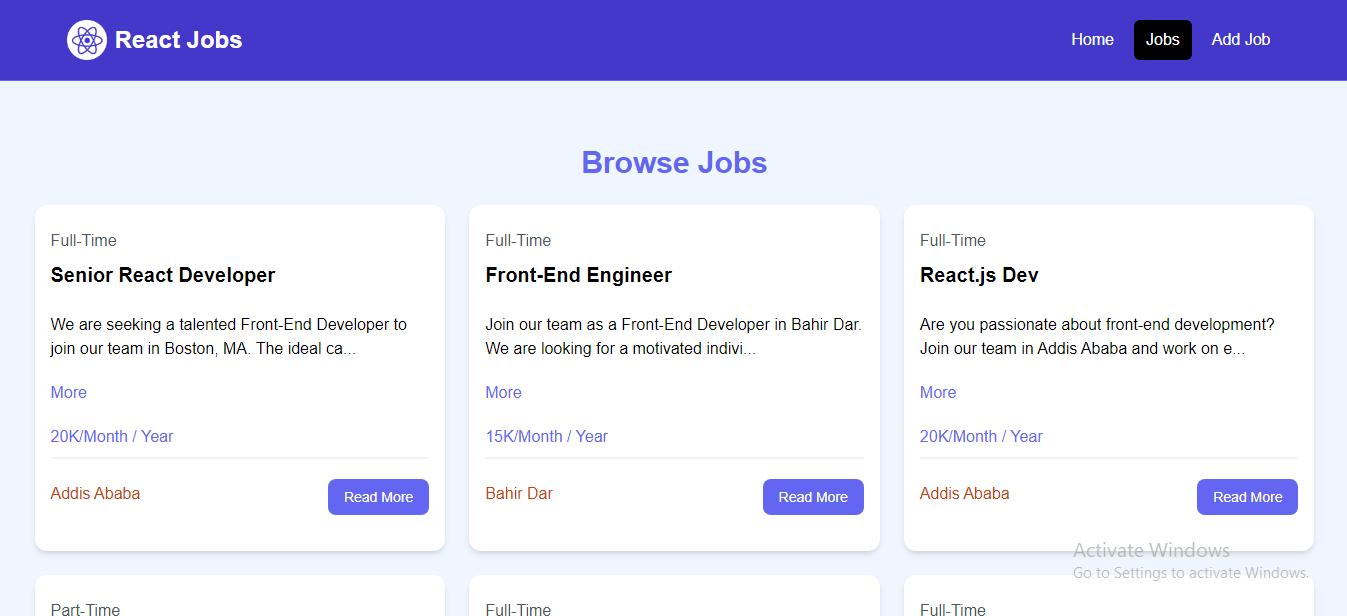 React Jobs
Home Jobs Add Job
Browse Jobs
Full-Time
Senior React Developer
We are seeking a talented Front-End Developer to
join our team in Boston, MA. The ideal ca...
More
20K/Month / Year
Addis Ababa
Read More
Full-Time
Front-End Engineer
Join our team as a Front-End Developer in Bahir Dar.
We are looking for a motivated indivi...
More
15K/Month / Year
Bahir Dar
Read More
Full-Time
React.js Dev
Are you passionate about front-end development?
Join our team in Addis Ababa and work on e...
More
20K/Month / Year
Addis Ababa
Read More
Activate Windows
Go to Settings to activate Windows.
Part-Time
Full-Time
Full-Time